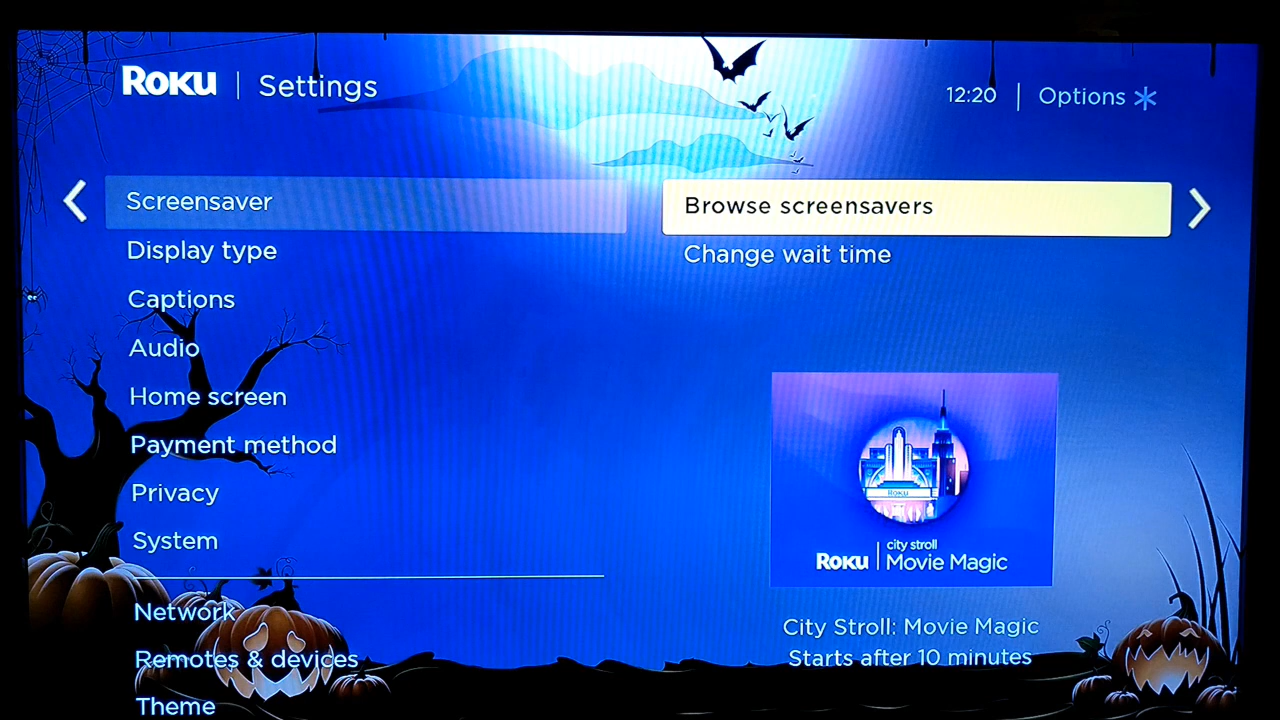 Roku | Settings
12:20 | Options *
Screensaver
Display type
Captions
Audio
Home screen
Payment method
Privacy
System
Network
Remotes & devices
Theme
Browse screensavers
Change wait time
Roku
Roku | city stroll
Movie Magic
City Stroll: Movie Magic
Starts after 10 minutes